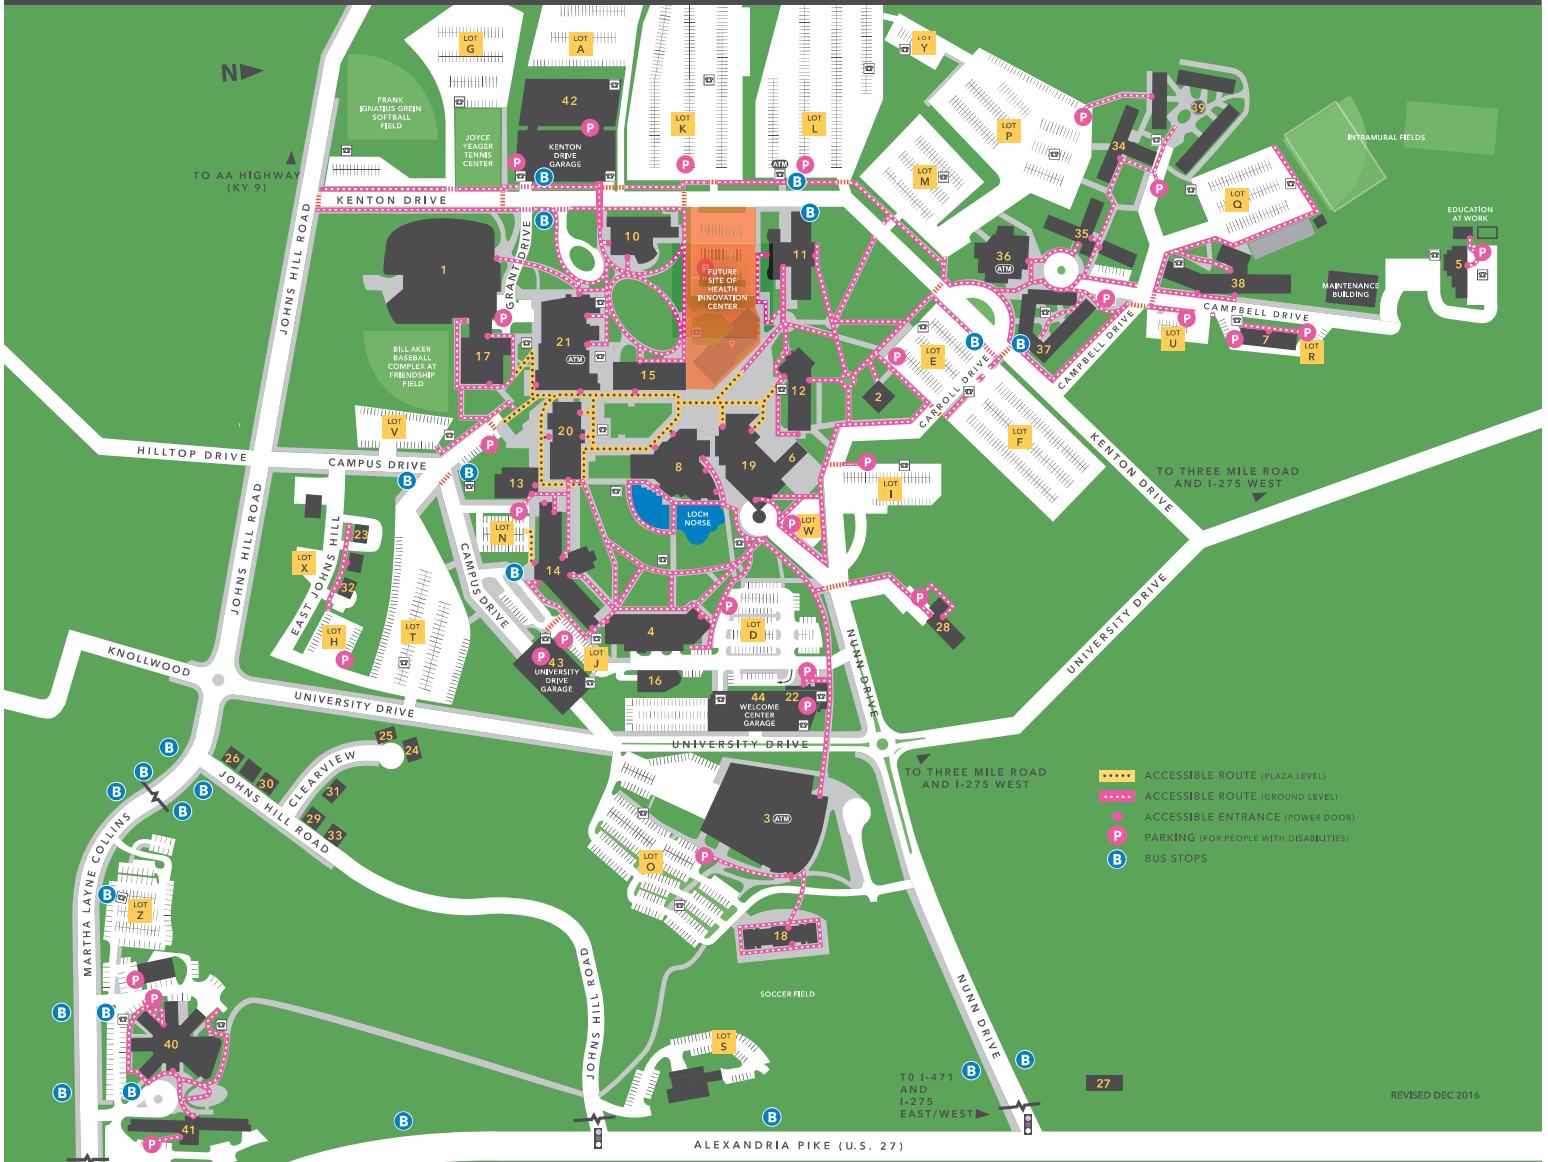 LOT
G
LOT
A
LOT
Y
N
42
LOT
K
LOT
L
LOT
P
39
FRANK
IGNATIUS GREIN
SOFTBALL
FIELD
JOYCE
YEAGER
TENNIS
CENTER
KENTON
DRIVE
GARAGE
P
P
P
P
P
ATM
34
INTRAMURAL FIELDS
TO AA HIGHWAY
(KY 9)
B
B
LOT
M
P
LOT
Q
KENTON DRIVE
B
B
EDUCATION
AT WORK
JOHNS HILL ROAD
GRANT DRIVE
1
10
11
35
36
ATM
5
P
P
FUTURE
SITE OF
HEALTH
INNOVATION
CENTER
38
MAINTENANCE
BUILDING
P
CAMPBELL DRIVE
P
P
LOT
U
P
7
P
LOT
R
BILL AKER
BASEBALL
COMPLEX AT
FRIENDSHIP
FIELD
17
21
ATM
15
9
12
2
P
LOT
E
B
B
37
CAMPBELL DRIVE
CARROLL DRIVE
LOT
V
20
P
LOT
F
KENTON DRIVE
HILLTOP DRIVE
CAMPUS DRIVE
B
B
13
8
19
6
P
LOT
I
TO THREE MILE ROAD
AND I-275 WEST
JOHNS HILL ROAD
EAST JOHNS HILL
23
LOT
X
32
LOT
H
P
LOT
T
CAMPUS DRIVE
P
LOT
N
B
14
LOCH
NORSE
P
LOT
W
P
28
UNIVERSITY DRIVE
4
P
LOT
D
NUNN DRIVE
P
P
43
UNIVERSITY
DRIVE
GARAGE
LOT
J
16
P
44
22
WELCOME
CENTER
GARAGE
P
KNOLLWOOD
UNIVERSITY DRIVE
UNIVERSITY DRIVE
TO THREE MILE ROAD
AND I-275 WEST
B
B
B
B
B
26
30
25
24
CLEARVIEW
31
29
33
JOHNS HILL ROAD
3
ATM
ACCESSIBLE ROUTE (PLAZA LEVEL)
ACCESSIBLE ROUTE (GROUND LEVEL)
ACCESSIBLE ENTRANCE (POWER DOOR)
P
PARKING (FOR PEOPLE WITH DISABILITIES)
B
BUS STOPS
LOT
O
P
MARTHA LAYNE COLLINS
B
LOT
Z
18
SOCCER FIELD
JOHNS HILL ROAD
NUNN DRIVE
P
P
B
B
40
B
B
41
P
LOT
S
B
B
B
B
T0 I-471
AND
I-275
EAST/WEST
27
REVISED DEC 2016
ALEXANDRIA PIKE (U.S. 27)